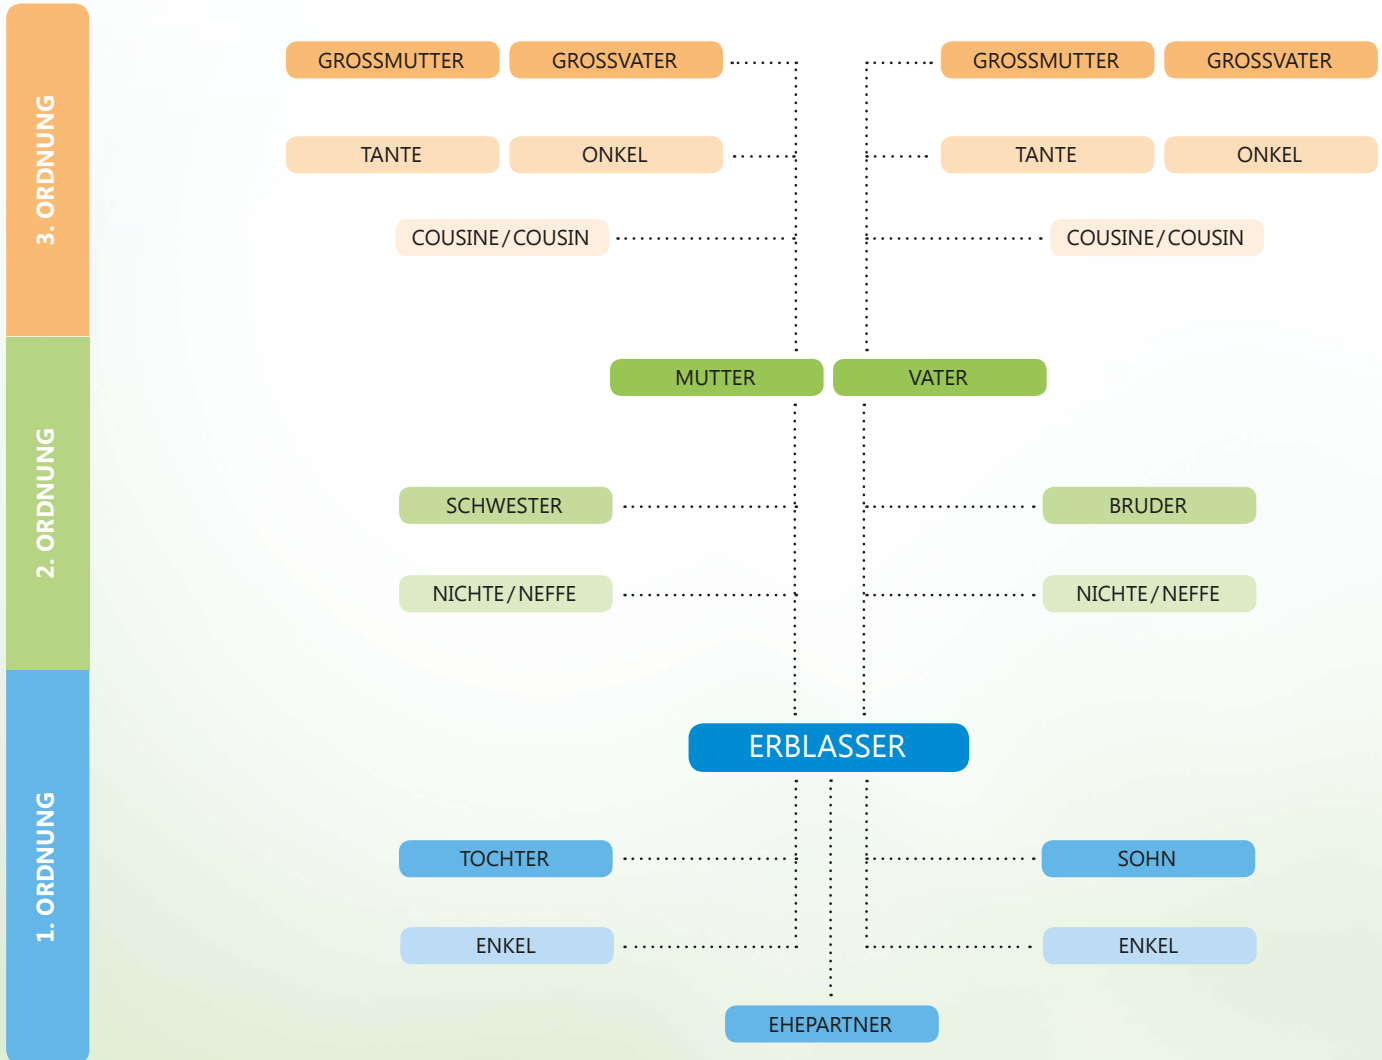 3. ORDNUNG
GROSSMUTTER GROSSVATER GROSSMUTTER GROSSVATER
TANTE ONKEL TANTE ONKEL
COUSINE/COUSIN COUSINE/COUSIN
2. ORDNUNG
MUTTER VATER
SCHWESTER BRUDER
NICHTE/NEFFE NICHTE/NEFFE
1. ORDNUNG
ERBLASSER
TOCHTER SOHN
ENKEL ENKEL
EHEPARTNER